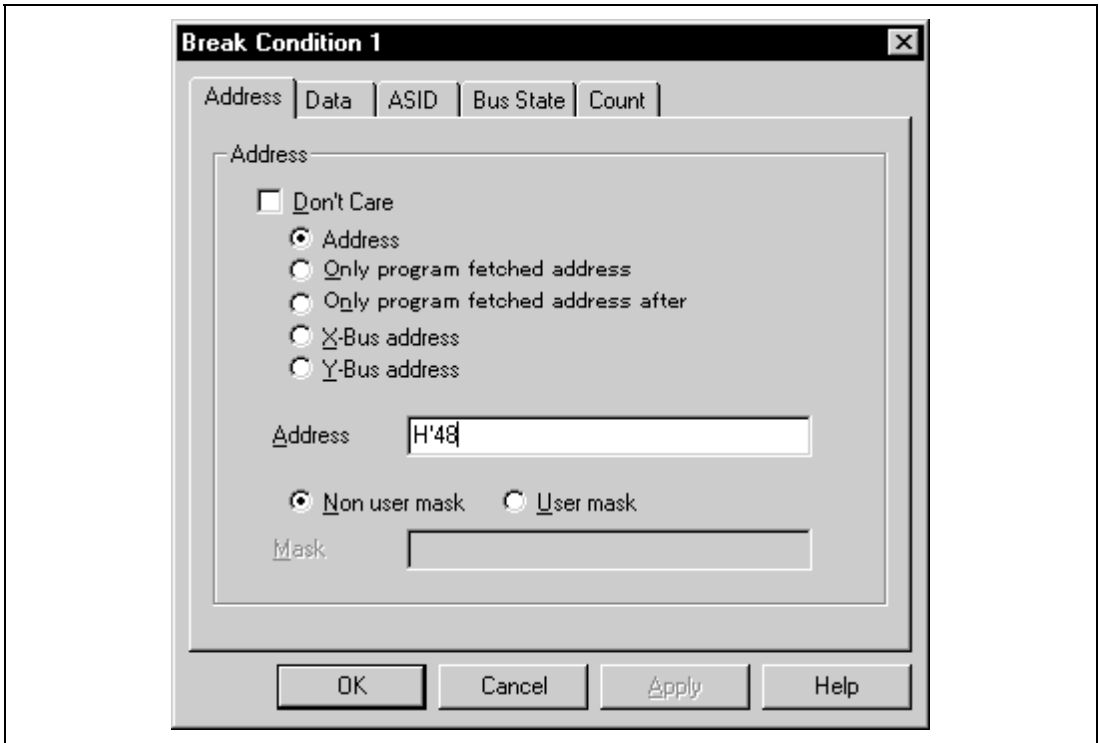 Break Condition 1
Address Data ASID Bus State Count
Address
Don't Care
Address
Only program fetched address
Only program fetched address after
X-Bus address
Y-Bus address
Address H'48
Non user mask User mask
Mask
OK Cancel Apply Help